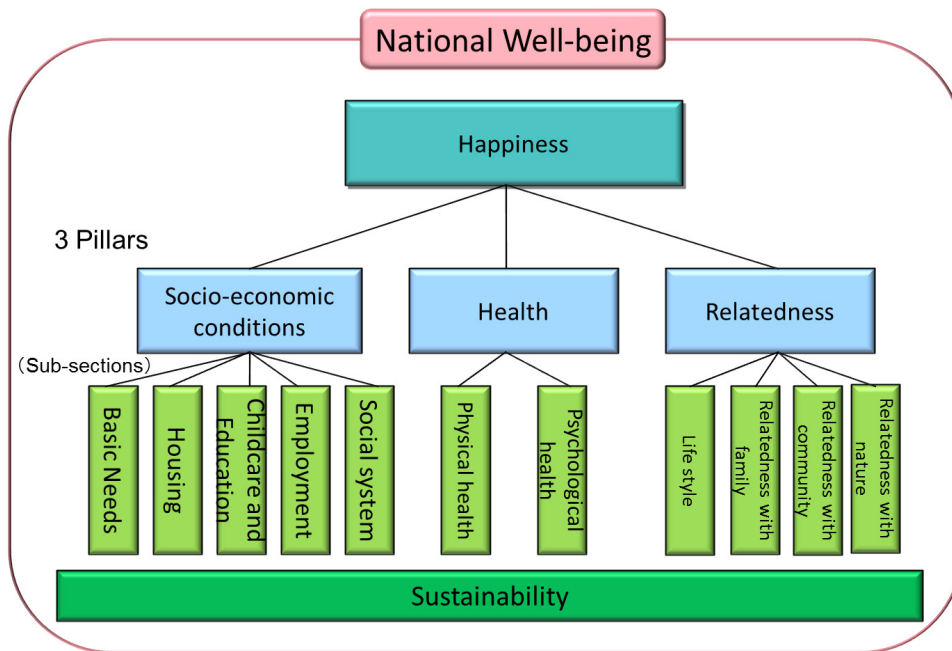 National Well-being
Happiness
3 Pillars
Socio-economic
conditions
Health
Relatedness
（Sub-sections）
Basic Needs
Housing
Childcare and
Education
Employment
Social system
Physical health
Psychological
health
Life style
Relatedness with
family
Relatedness with
community
Relatedness with
nature
Sustainability